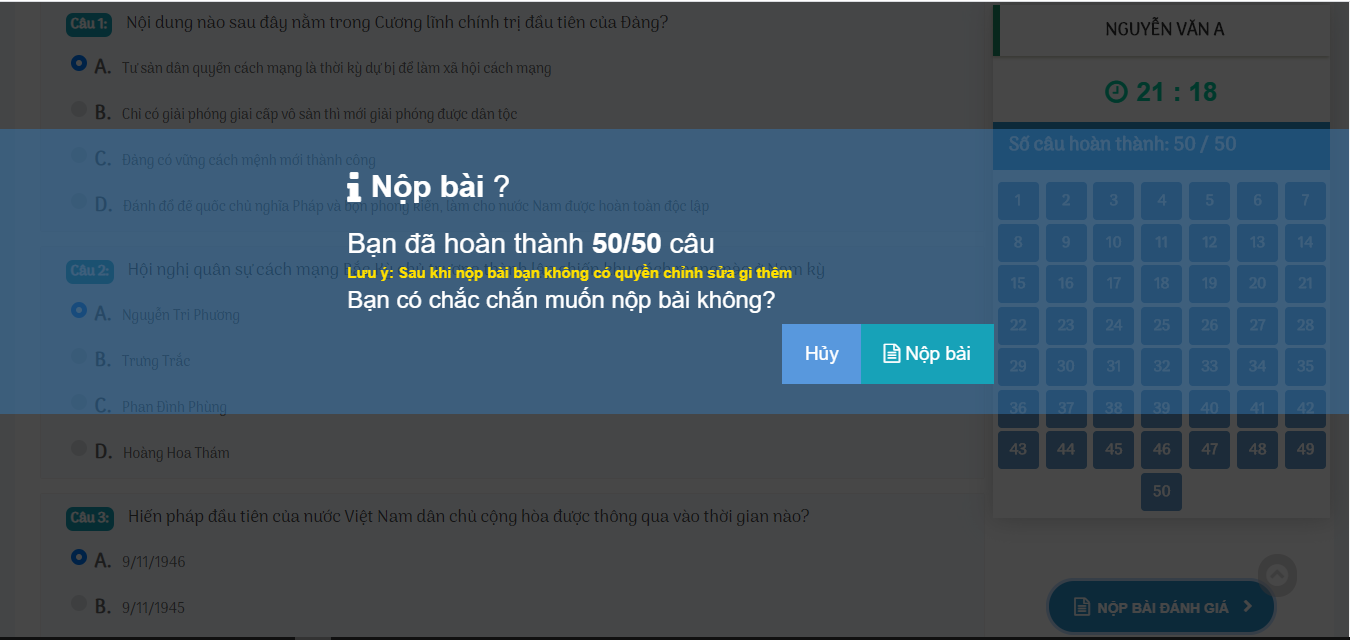 Câu 1: Nội dung nào sau đây nằm trong Cương lĩnh chính trị đầu tiên của Đảng?
A. Tư sản dân quyền cách mạng là thời kỳ dự bị để làm xã hội cách mạng
B. Chỉ có giải phóng giai cấp vô sản thì mới giải phóng được dân tộc
C. Đảng có vững cách mệnh mới thành công
D. Đánh đổ đế quốc chủ nghĩa Pháp và bọn phong kiến, làm cho nước Nam được hoàn toàn độc lập
Nộp bài ?
Bạn đã hoàn thành 50/50 câu
Câu 2: Hội nghị quân sự cách mạng kỳ
Lưu ý: Sau khi nộp bài bạn không có quyền chỉnh sửa gì thêm
Bạn có chắc chắn muốn nộp bài không?
A. Nguyễn Tri Phương
Hủy
Nộp bài
B. Trưng Trắc
C. Phan Đình Phùng
D. Hoàng Hoa Thám
Câu 3: Hiến pháp đầu tiên của nước Việt Nam dân chủ cộng hòa được thông qua vào thời gian nào?
A. 9/11/1946
B. 9/11/1945
NGUYỄN VĂN A
21 : 18
Số câu hoàn thành: 50 / 50
1 2 3 4 5 6 7
8 9 10 11 12 13 14
15 16 17 18 19 20 21
22 23 24 25 26 27 28
29 30 31 32 33 34 35
36 37 38 39 40 41 42
43 44 45 46 47 48 49
50
NỘP BÀI ĐÁNH GIÁ